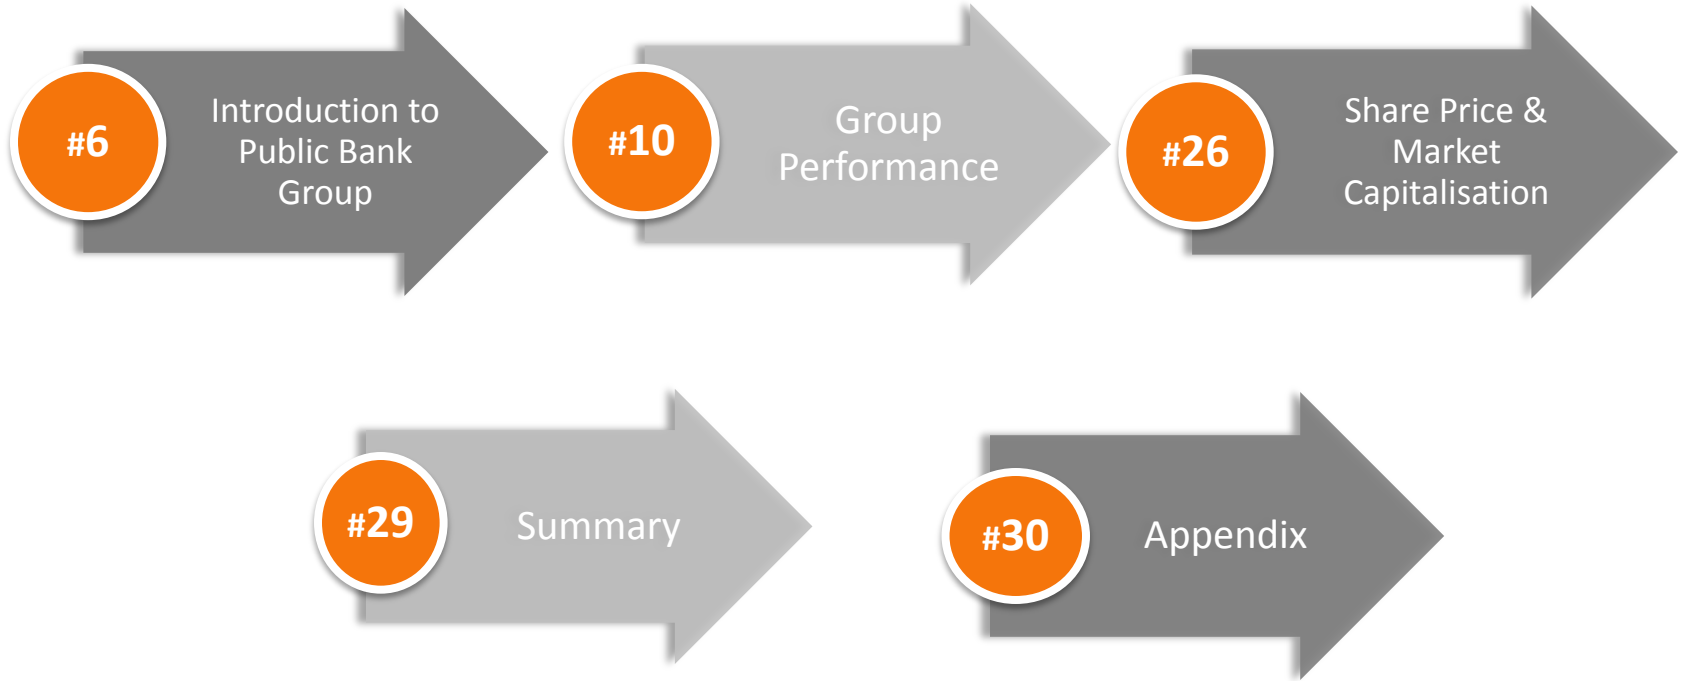 #6
Introduction to
Public Bank
Group
#10
Group
Performance
#26
Share Price &
Market
Capitalisation
#29
Summary
#30
Appendix